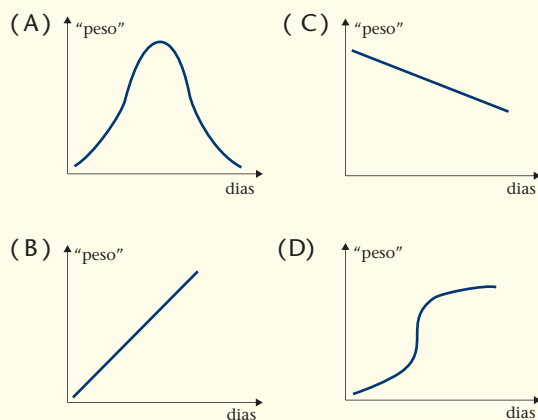 (A) "peso"
dias
(C) "peso"
dias
(B) "peso"
dias
(D) "peso"
dias